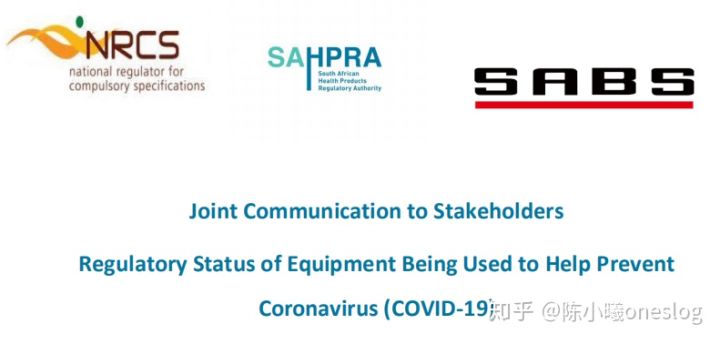 NRCS
national regulator for
compulsory specifications
SAHPRA
South African
Health Products
Regulatory Authority
SABS
Joint Communication to Stakeholders
Regulatory Status of Equipment Being Used to Help Prevent
Coronavirus (COVID-19)
知乎 @陈小曦oneslog